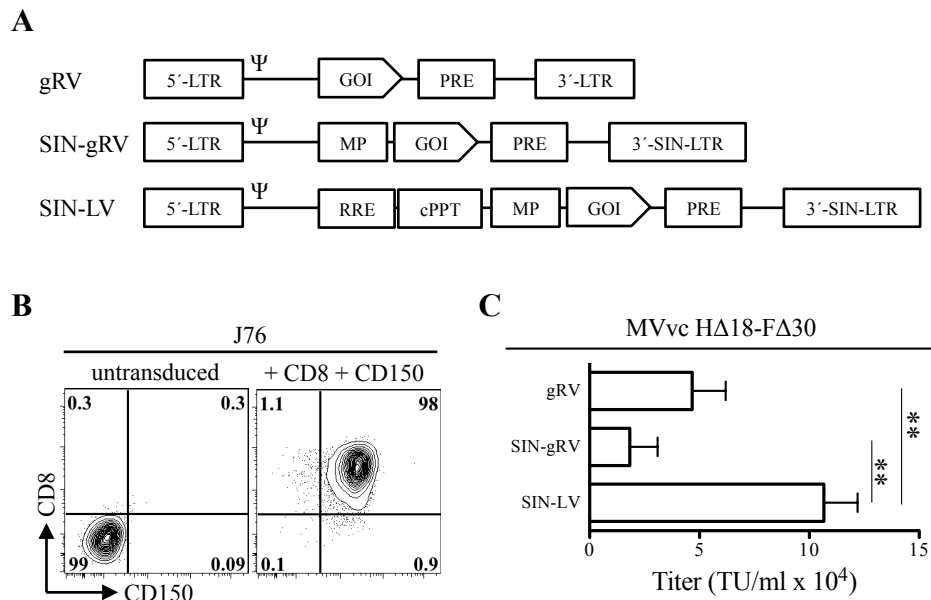 A
gRV
5´-LTR Ψ GOI PRE 3´-LTR
SIN-gRV
5´-LTR Ψ MP GOI PRE 3´-SIN-LTR
SIN-LV
5´-LTR Ψ RRE cPPT MP GOI PRE 3´-SIN-LTR
B
J76
untransduced
+ CD8 + CD150
0.3 0.3
99 0.09
1.1 98
0.1 0.9
CD8
CD150
C
MVvc HΔ18-FΔ30
gRV
SIN-gRV
SIN-LV
**
**
0 5 10 15
Titer (TU/ml x 10⁴)